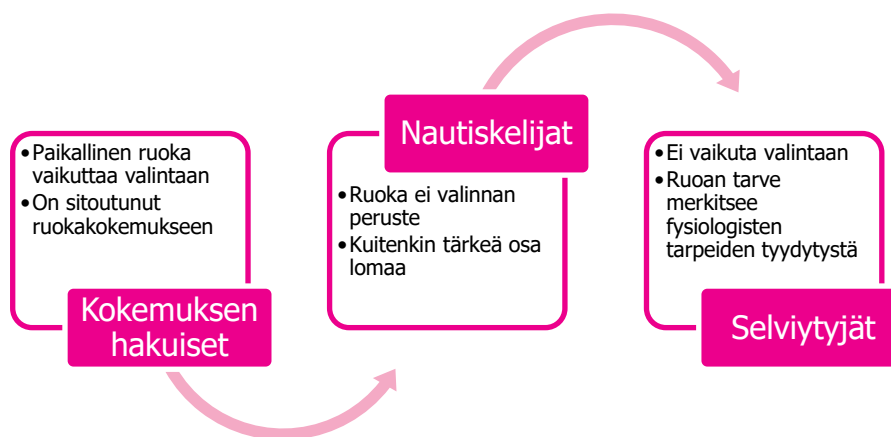 •Paikallinen ruoka
vaikuttaa valintaan
•On sitoutunut
ruokakokemukseen
Kokemuksen
hakuiset
Nautiskelijat
•Ruoka ei valinnan
peruste
•Kuitenkin tärkeä osa
lomaa
•Ei vaikuta valintaan
•Ruoan tarve
merkitsee
fysiologisten
tarpeiden tyydytystä
Selviytyjät